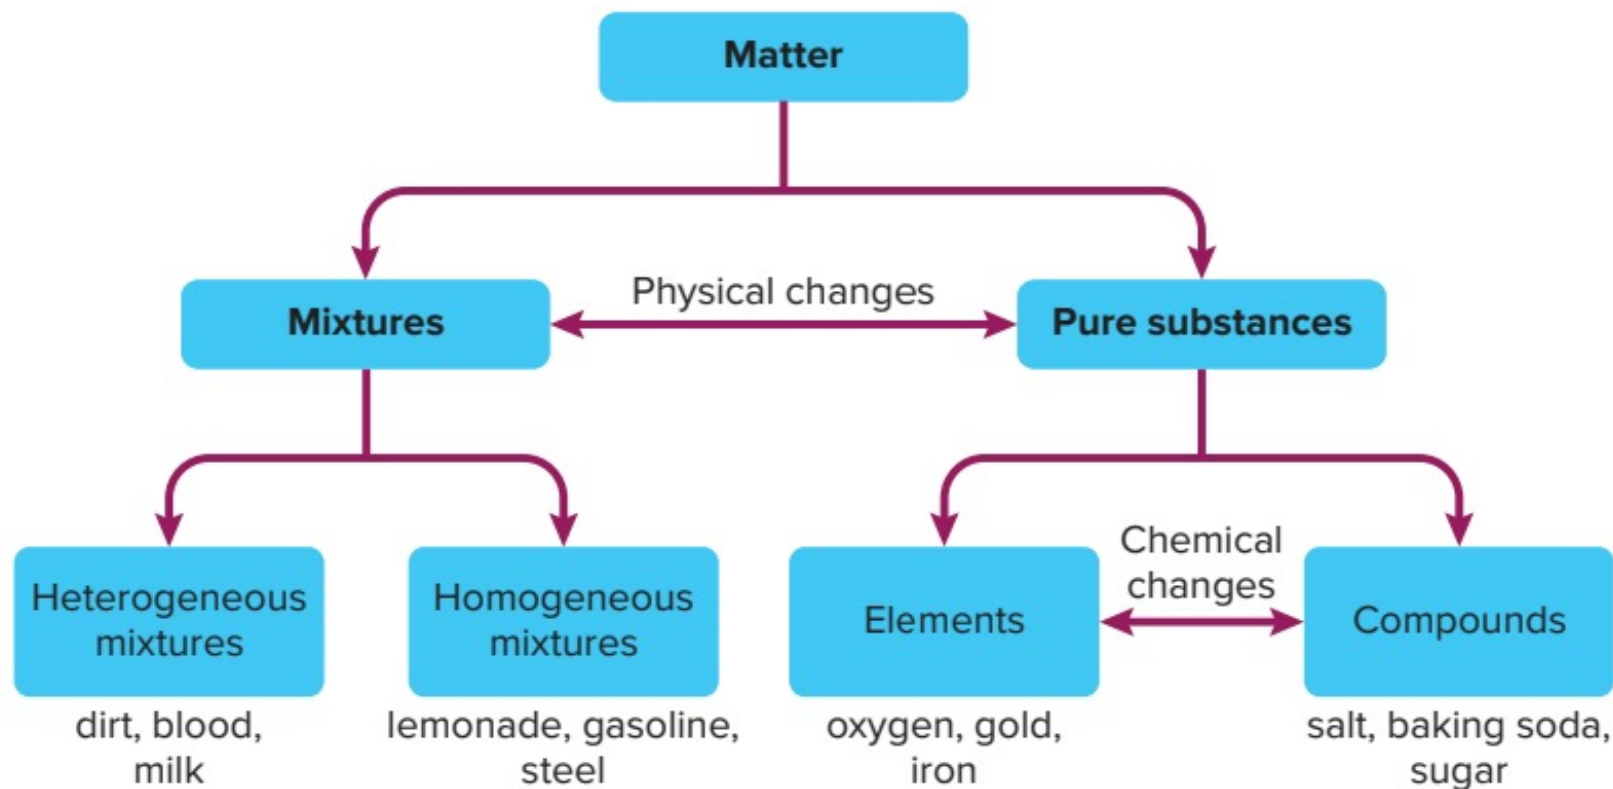 Matter
Physical changes
Mixtures
Pure substances
Heterogeneous
mixtures
Homogeneous
mixtures
Elements
Chemical
changes
Compounds
dirt, blood,
milk
lemonade, gasoline,
steel
oxygen, gold,
iron
salt, baking soda,
sugar